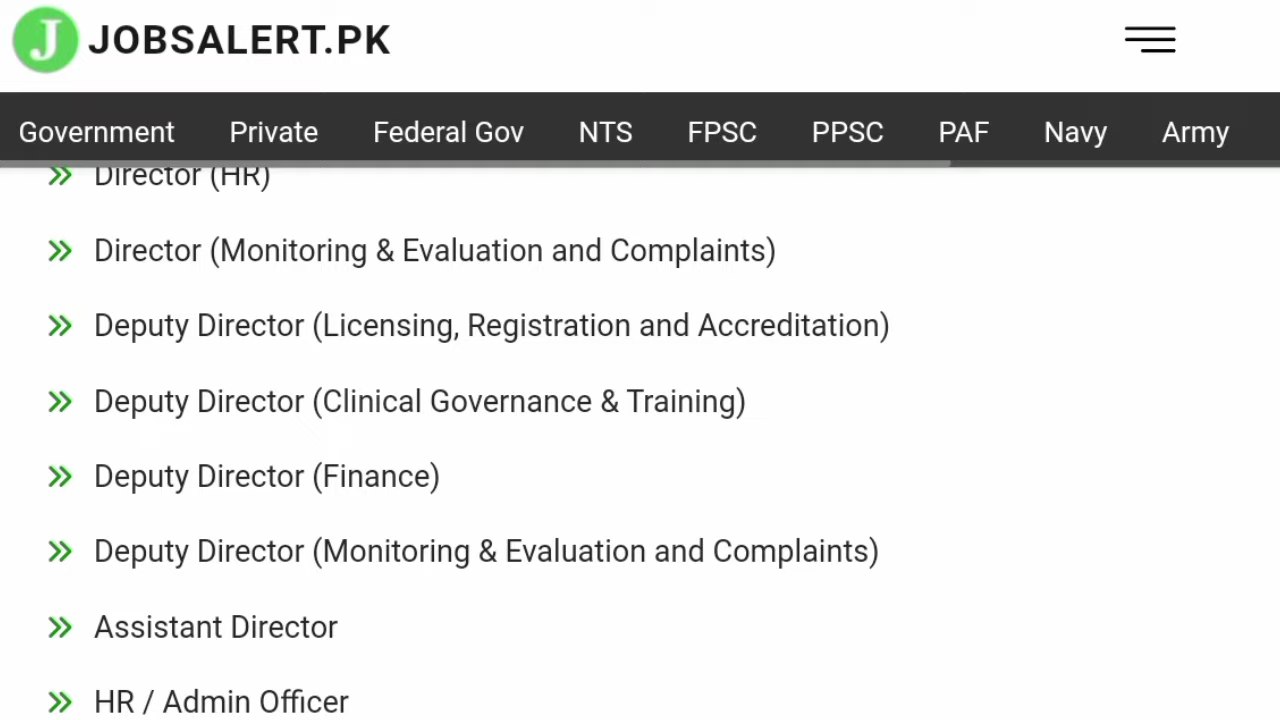 J JOBSALERT.PK
Government Private Federal Gov NTS FPSC PPSC PAF Navy Army
Director (HR)
Director (Monitoring & Evaluation and Complaints)
Deputy Director (Licensing, Registration and Accreditation)
Deputy Director (Clinical Governance & Training)
Deputy Director (Finance)
Deputy Director (Monitoring & Evaluation and Complaints)
Assistant Director
HR / Admin Officer